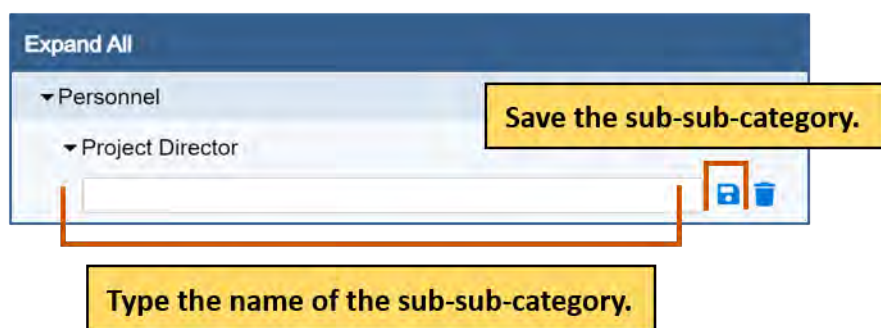 Expand All
Personnel
Save the sub-sub-category.
Project Director
Type the name of the sub-sub-category.